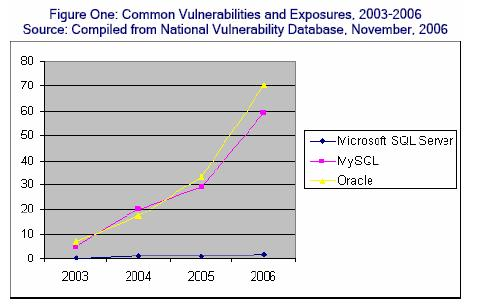 Figure One: Common Vulnerabilities and Exposures, 2003-2006
Source: Compiled from National Vulnerability Database, November, 2006
80
70
60
50
40
30
20
10
0
2003 2004 2005 2006
Microsoft SQL Server
MySQL
Oracle